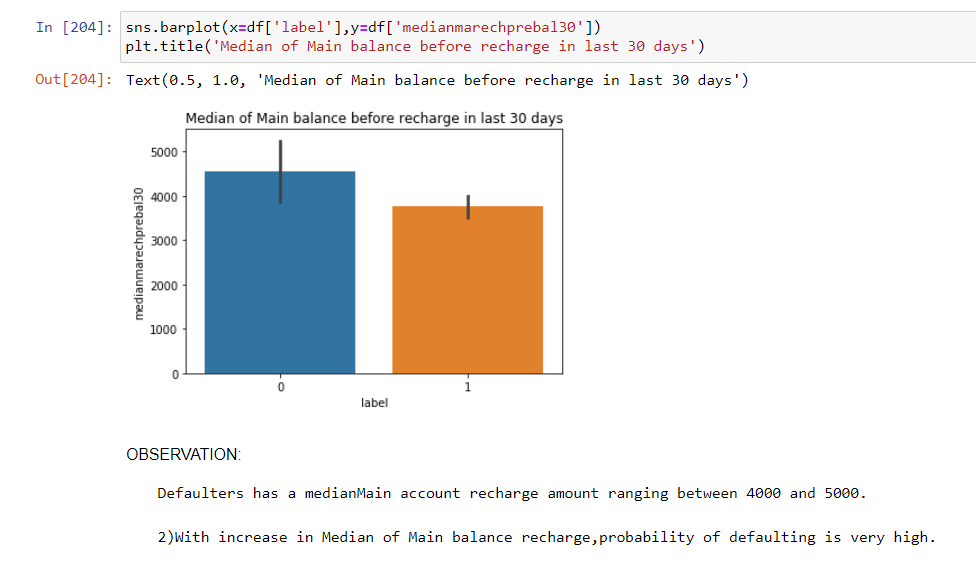 In [204]: sns.barplot(x=df['label'],y=df['medianmarechprebal30'])
plt.title('Median of Main balance before recharge in last 30 days')
Out[204]: Text(0.5, 1.0, 'Median of Main balance before recharge in last 30 days')
Median of Main balance before recharge in last 30 days
5000
4000
3000
2000
1000
0
medianmarechprebal30
0 1
label
OBSERVATION:
Defaulters has a medianMain account recharge amount ranging between 4000 and 5000.
2)With increase in Median of Main balance recharge,probability of defaulting is very high.